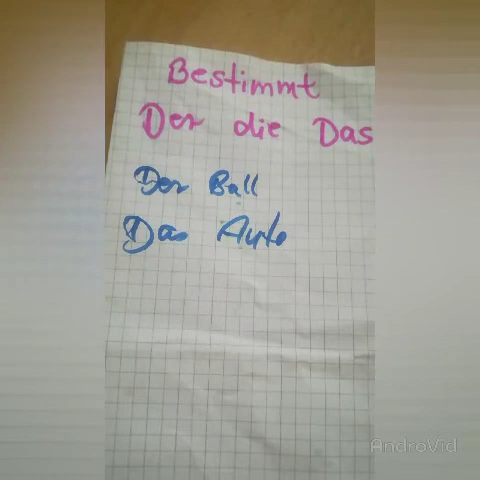 Bestimmt
Der die Das
Der Ball
Das Auto
AndroVid